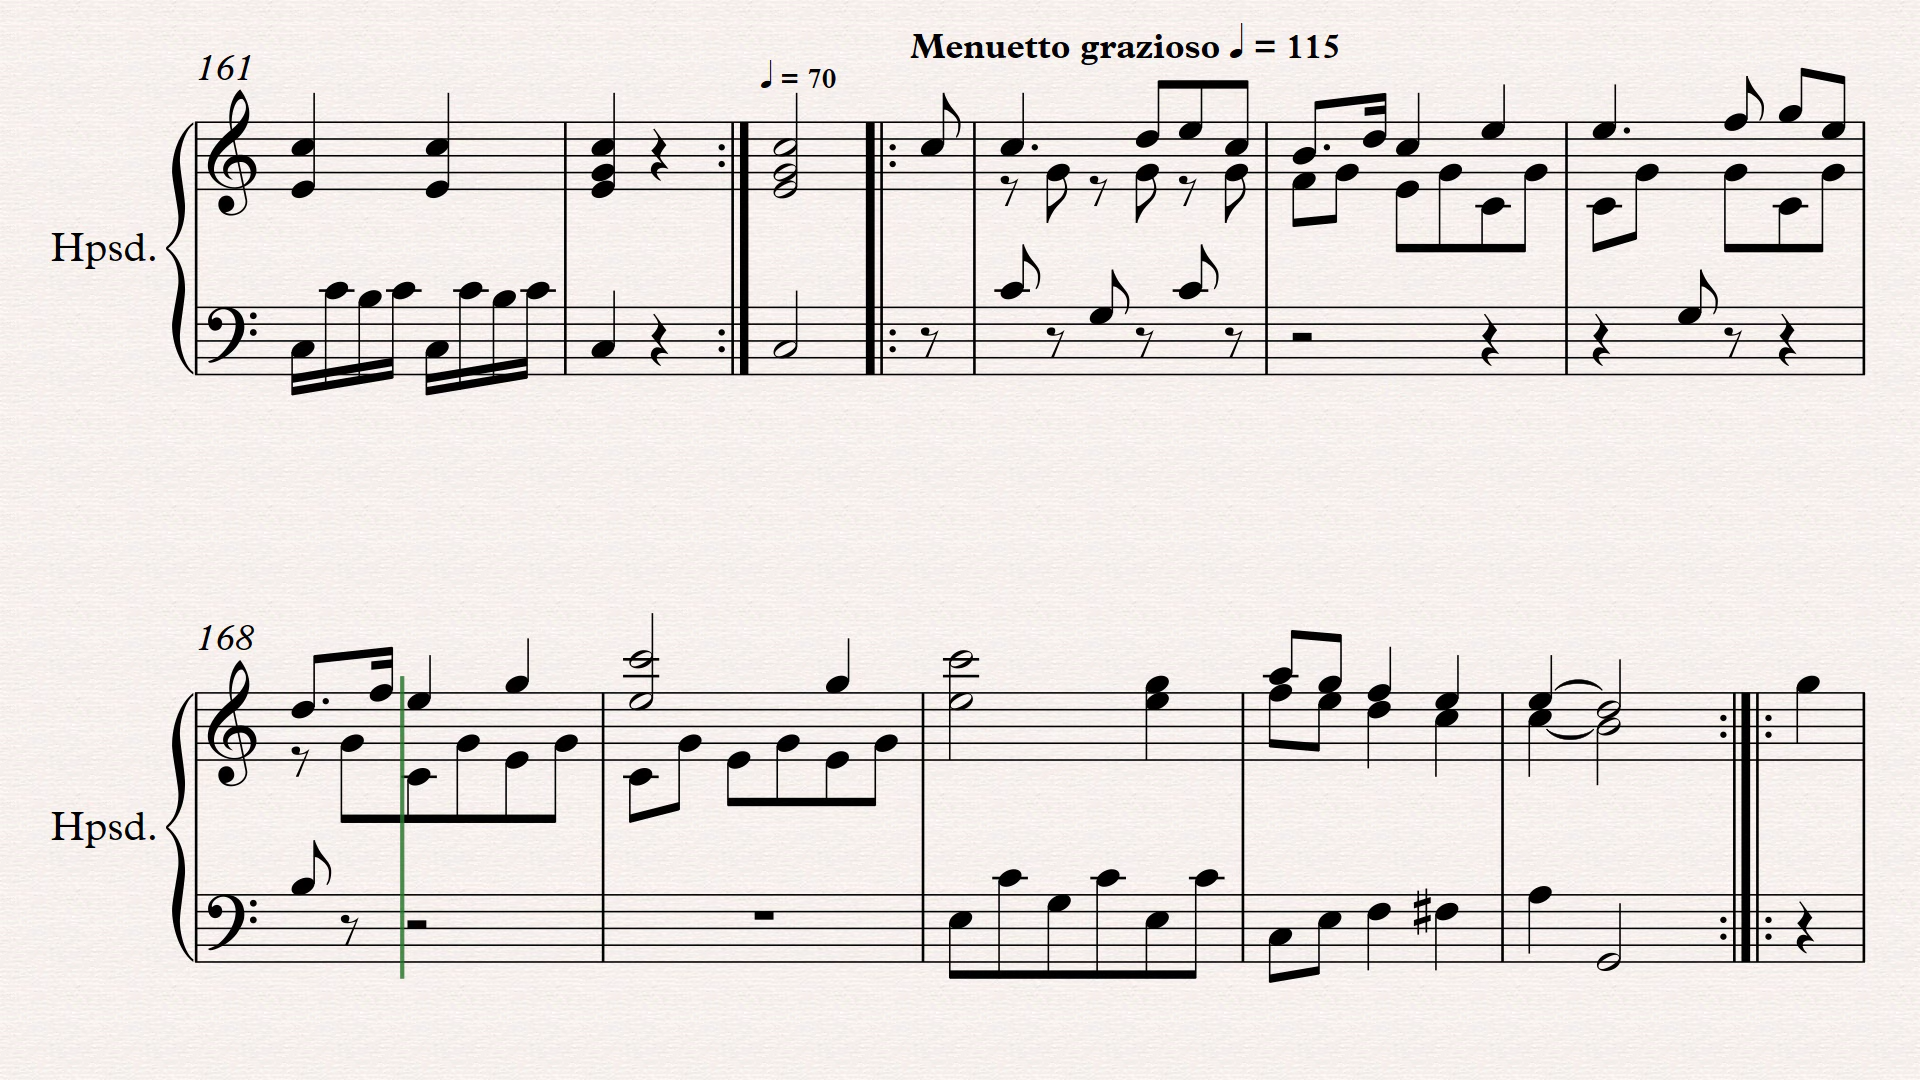 Menuetto grazioso ♩ = 115
161
♩ = 70
Hpsd.
168
Hpsd.